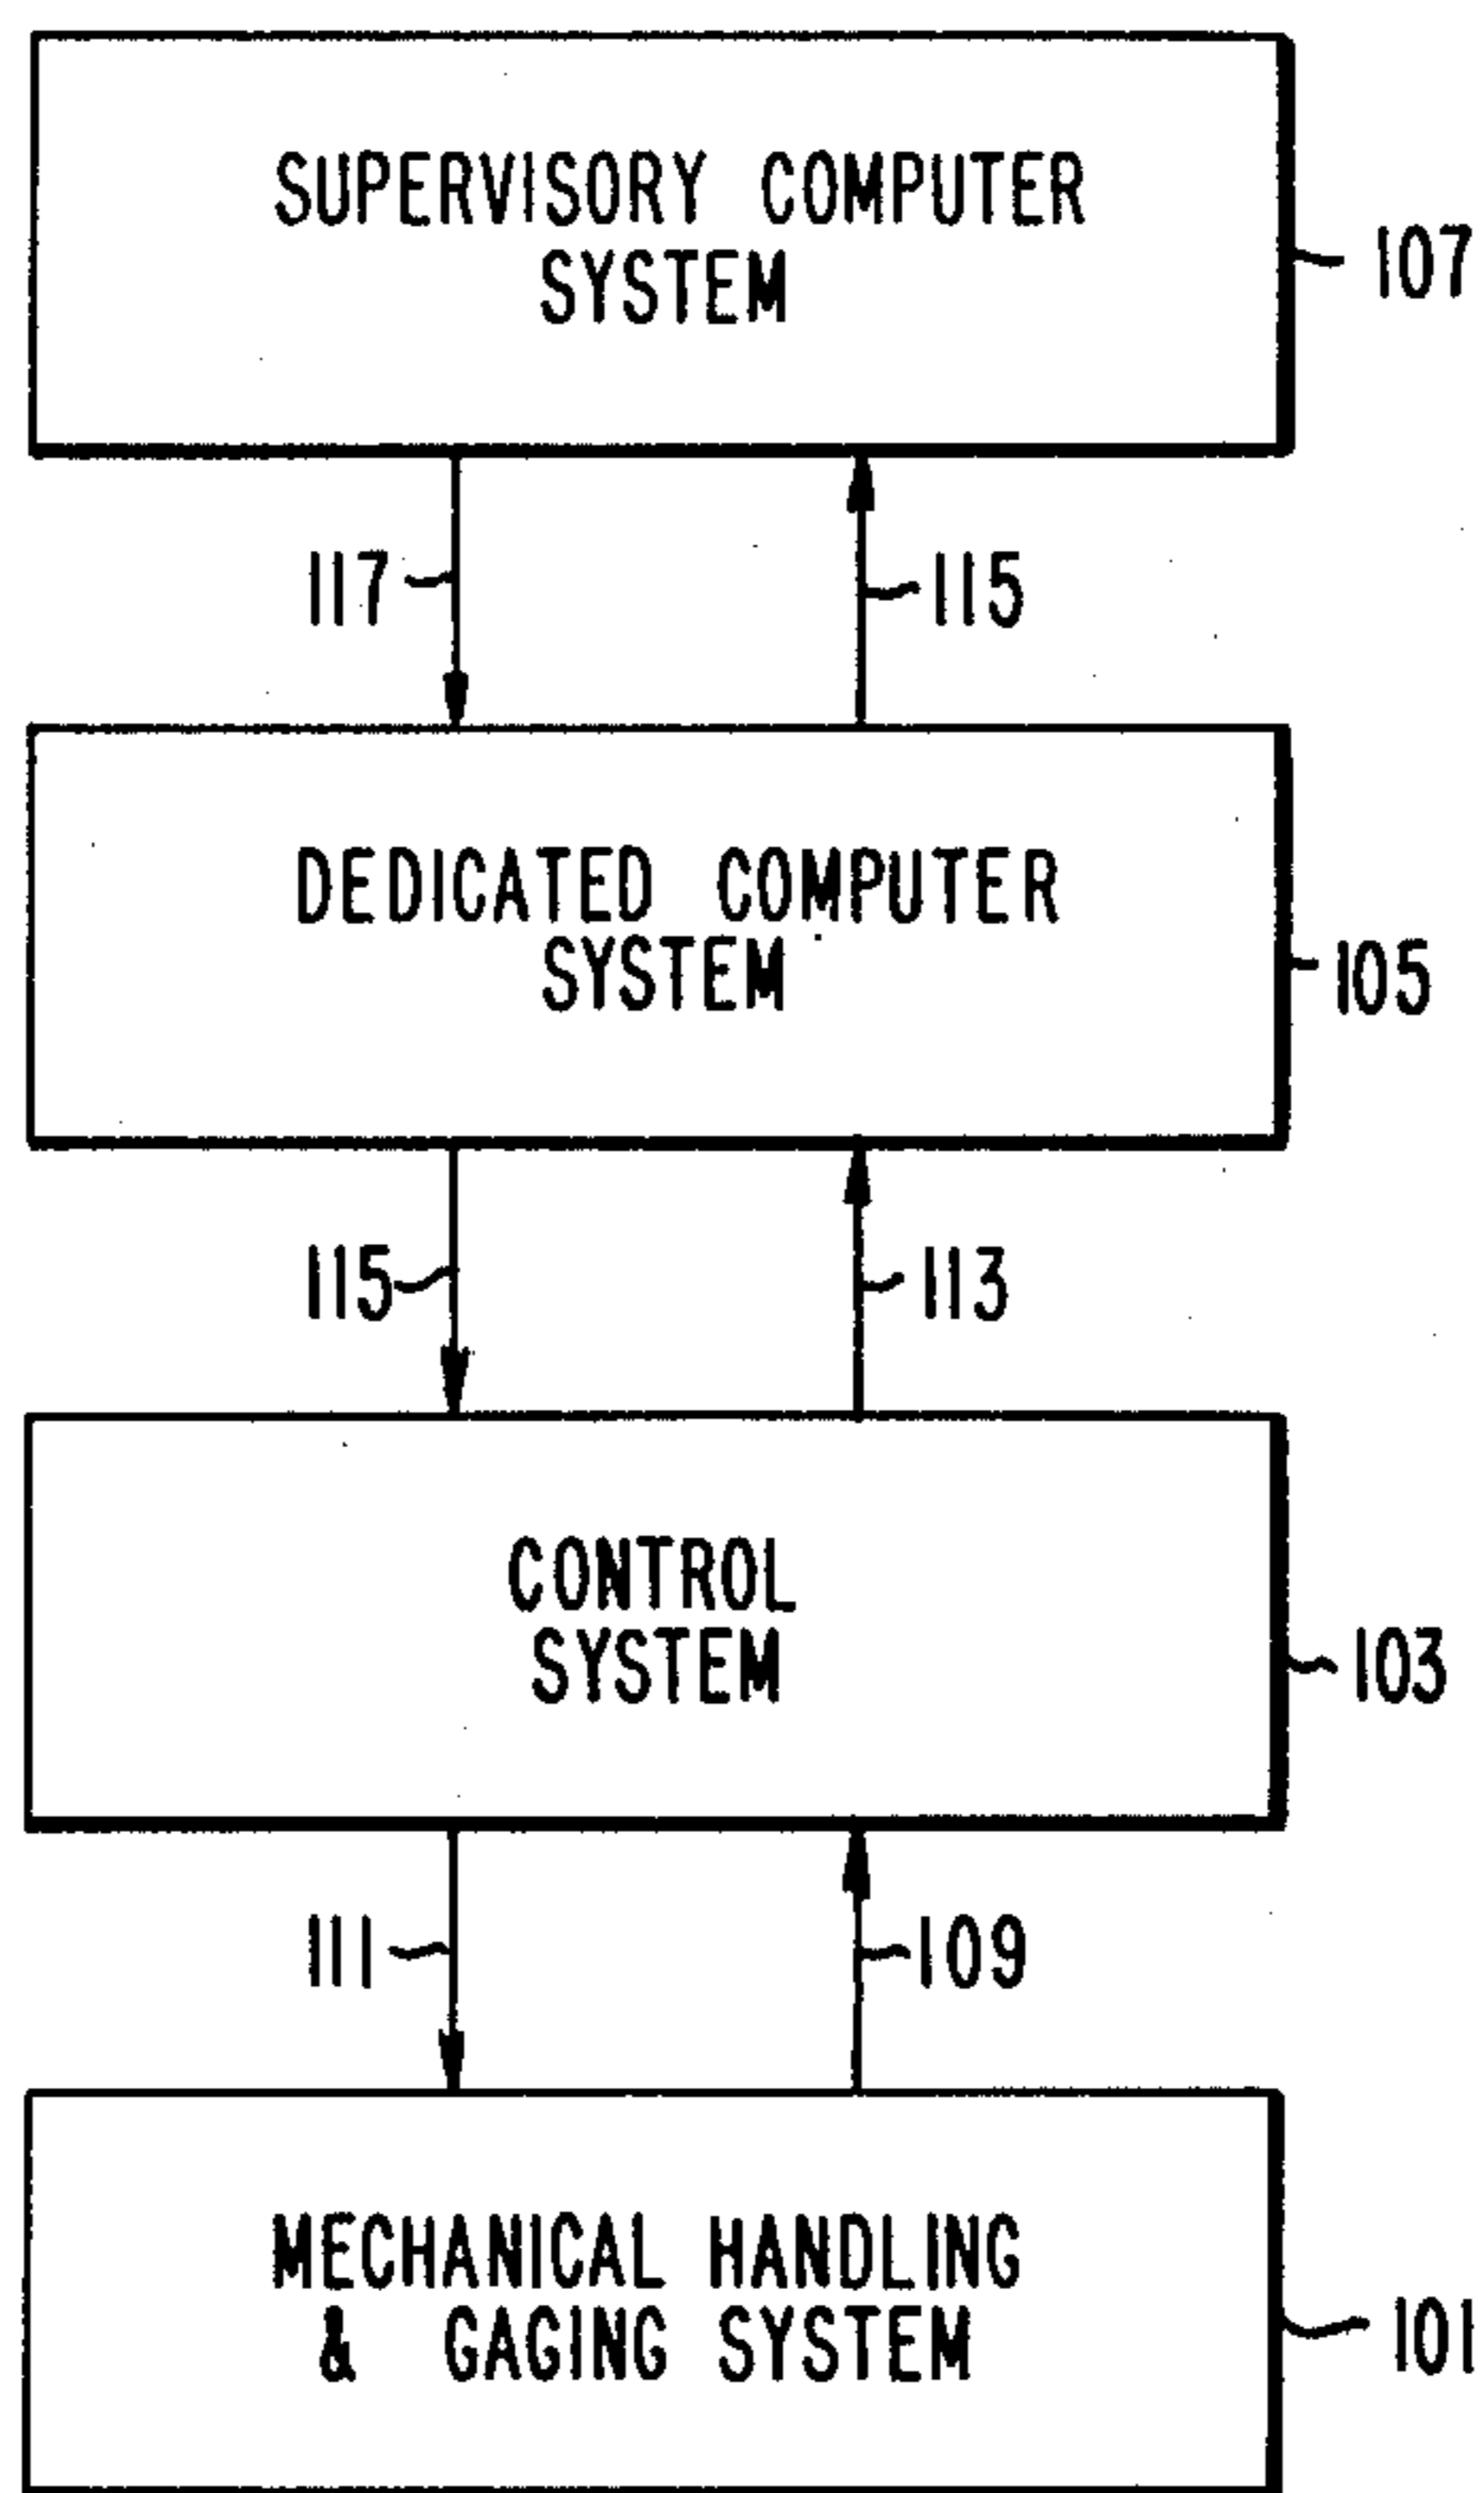 SUPERVISORY COMPUTER
SYSTEM
107
117
115
DEDICATED COMPUTER
SYSTEM
105
115
113
CONTROL
SYSTEM
103
111
109
MECHANICAL HANDLING
& GAGING SYSTEM
101